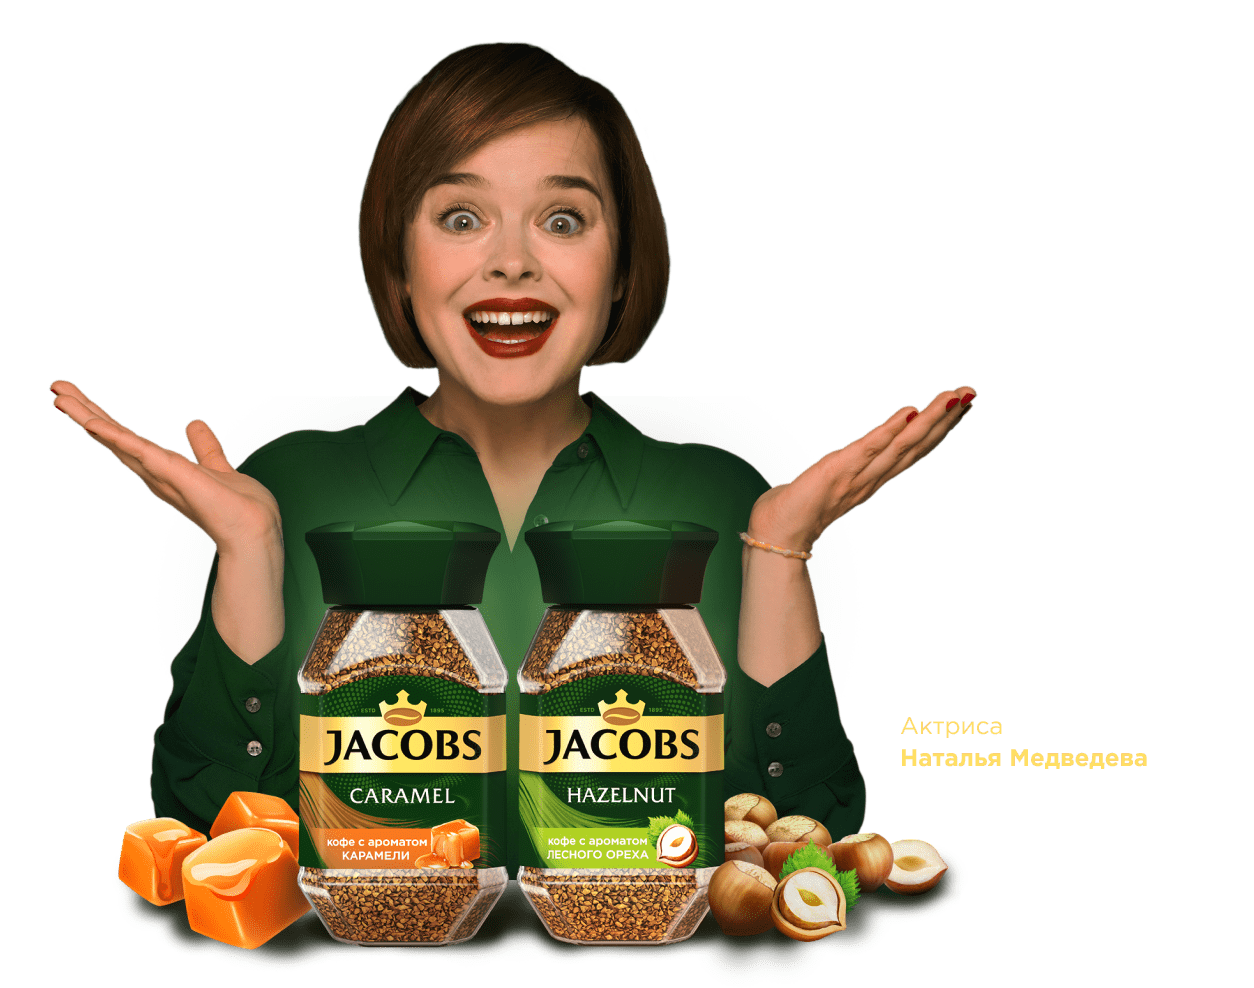 ESTD 1895
JACOBS
CARAMEL
кофе с ароматом
КАРАМЕЛИ
ESTD 1895
JACOBS
HAZELNUT
кофе с ароматом
ЛЕСНОГО ОРЕХА
Актриса
Наталья Медведева